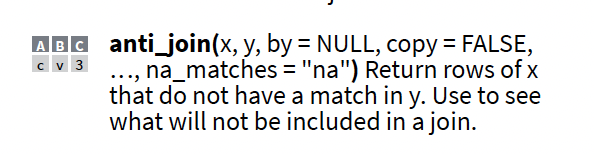 A B C
c v 3
anti_join(x, y, by = NULL, copy = FALSE,
…, na_matches = "na") Return rows of x
that do not have a match in y. Use to see
what will not be included in a join.